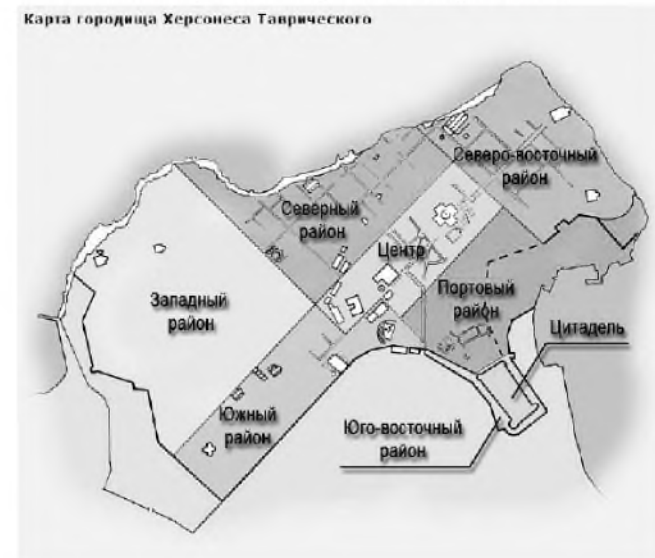 Карта городища Херсонеса Таврического
Северо-восточный
район
Северный
район
Центр
Западный
район
Портовый
район
Цитадель
Южный
район
Юго-восточный
район